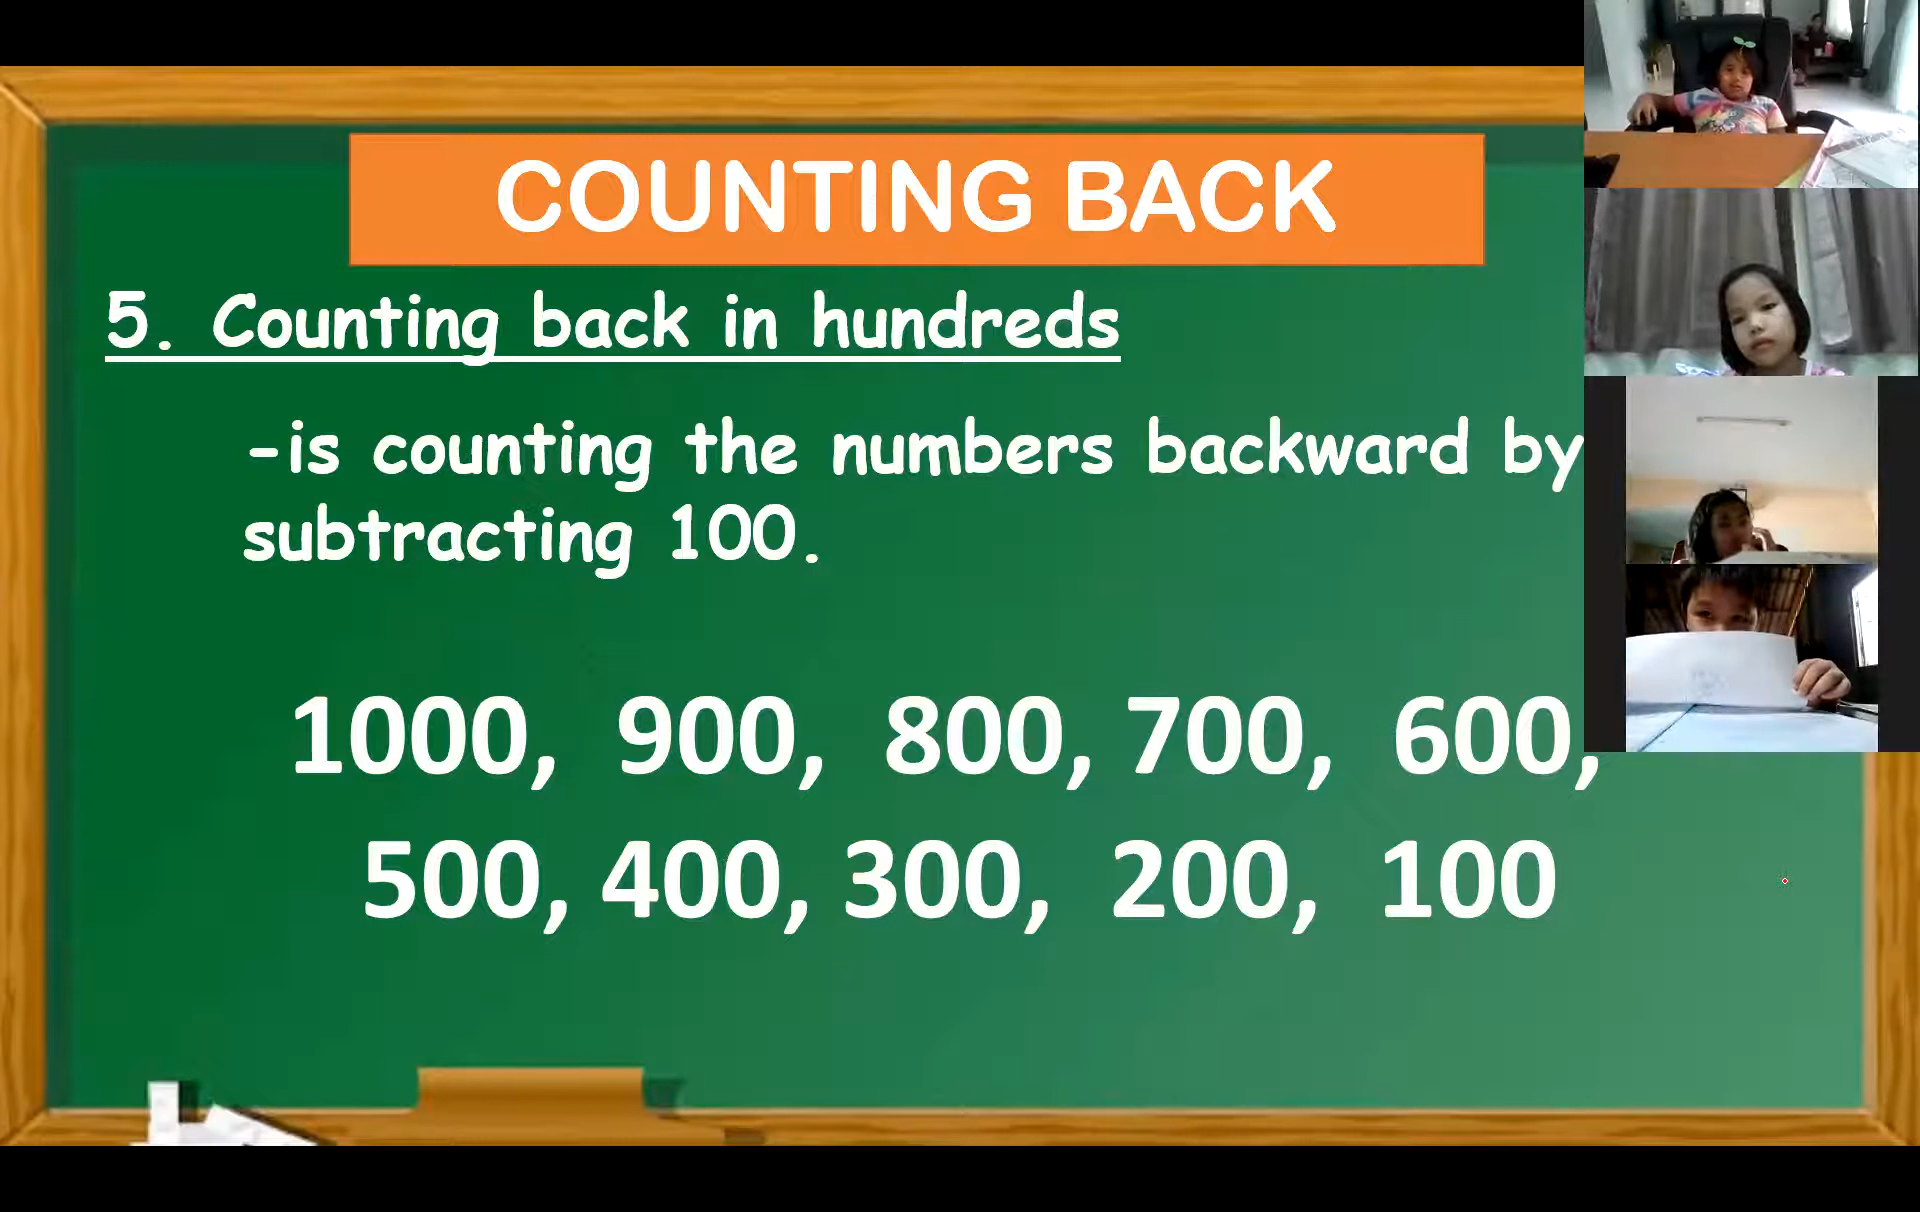 COUNTING BACK
5. Counting back in hundreds
-is counting the numbers backward by
subtracting 100.
1000, 900, 800, 700, 600,
500, 400, 300, 200, 100